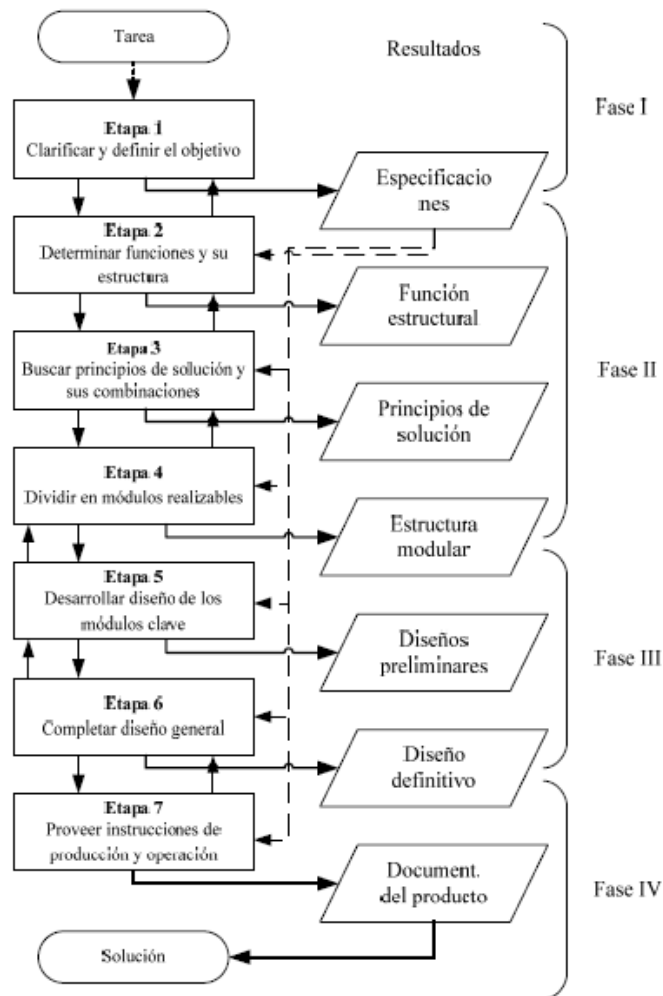 Tarea
Resultados
Fase I
Etapa 1
Clarificar y definir el objetivo
Especificacio
nes
Etapa 2
Determinar funciones y su
estructura
Función
estructural
Fase II
Etapa 3
Buscar principios de solución y
sus combinaciones
Principios de
solución
Etapa 4
Dividir en módulos realizables
Estructura
modular
Etapa 5
Desarrollar diseño de los
módulos clave
Diseños
preliminares
Fase III
Etapa 6
Completar diseño general
Diseño
definitivo
Etapa 7
Proveer instrucciones de
producción y operación
Document.
del producto
Fase IV
Solución